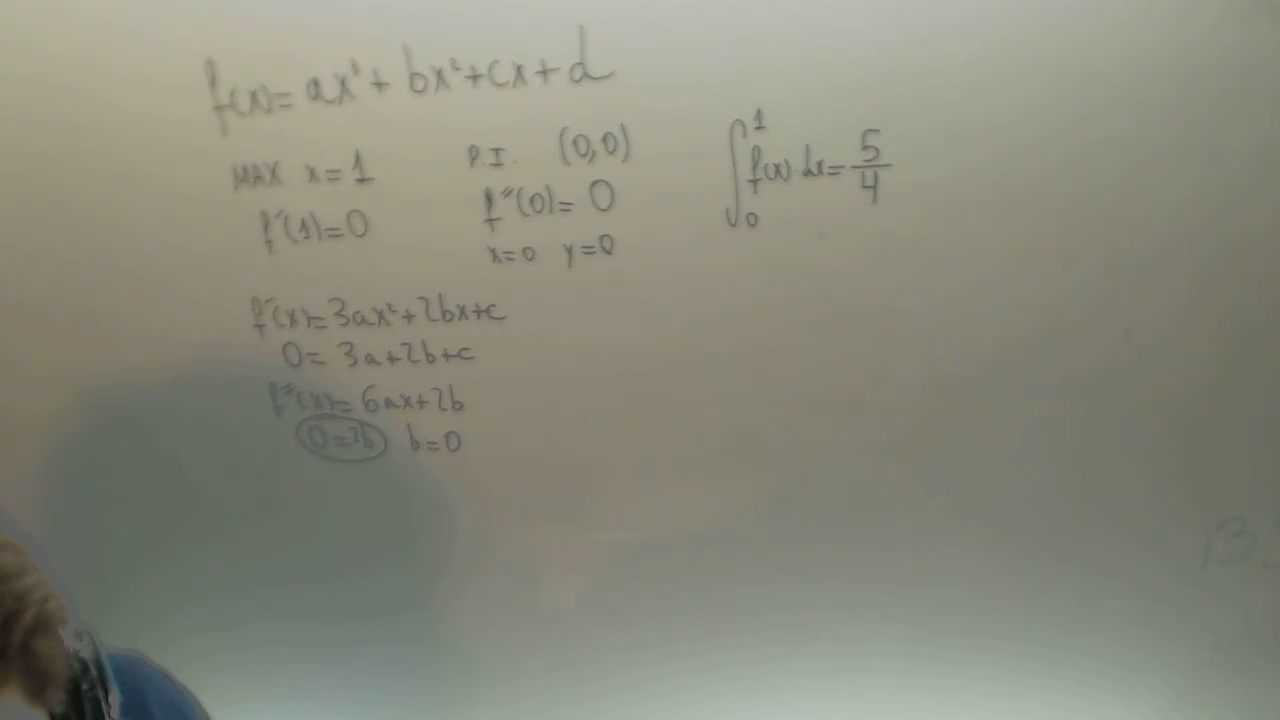 f(x)= ax³ + bx² + cx + d
MAX x = 1
f'(1)=0
P.I. (0,0)
f''(0)= 0
x=0 y=0
∫₀¹ f(x)·dx = 5/4
f'(x)= 3ax² + 2bx + c
0= 3a+2b+c
f''(x)= 6ax+2b
0=2b b=0